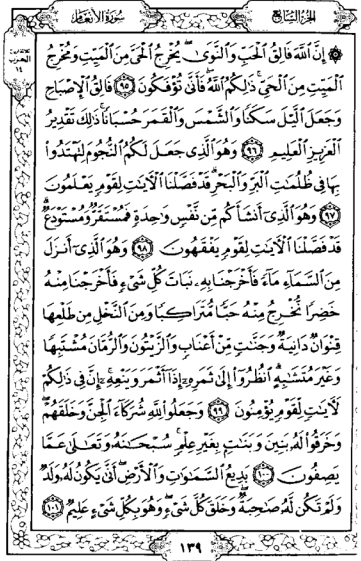 الجزء السابع
سورة الأنعام
۞ إِنَّ ٱللَّهَ فَالِقُ ٱلْحَبِّ وَٱلنَّوَىٰ ۖ يُخْرِجُ ٱلْحَىَّ مِنَ ٱلْمَيِّتِ وَمُخْرِجُ
ٱلْمَيِّتِ مِنَ ٱلْحَىِّ ۚ ذَٰلِكُمُ ٱللَّهُ ۖ فَأَنَّىٰ تُؤْفَكُونَ ٩٥ فَالِقُ ٱلْإِصْبَاحِ
وَجَعَلَ ٱلَّيْلَ سَكَنًا وَٱلشَّمْسَ وَٱلْقَمَرَ حُسْبَانًا ۚ ذَٰلِكَ تَقْدِيرُ
ٱلْعَزِيزِ ٱلْعَلِيمِ ٩٦ وَهُوَ ٱلَّذِى جَعَلَ لَكُمُ ٱلنُّجُومَ لِتَهْتَدُوا۟
بِهَا فِى ظُلُمَٰتِ ٱلْبَرِّ وَٱلْبَحْرِ ۗ قَدْ فَصَّلْنَا ٱلْءَايَٰتِ لِقَوْمٍ يَعْلَمُونَ
٩٧ وَهُوَ ٱلَّذِىٓ أَنشَأَكُم مِّن نَّفْسٍ وَٰحِدَةٍ فَمُسْتَقَرٌّ وَمُسْتَوْدَعٌ ۗ
قَدْ فَصَّلْنَا ٱلْءَايَٰتِ لِقَوْمٍ يَفْقَهُونَ ٩٨ وَهُوَ ٱلَّذِىٓ أَنزَلَ
مِنَ ٱلسَّمَآءِ مَآءً فَأَخْرَجْنَا بِهِۦ نَبَاتَ كُلِّ شَىْءٍ فَأَخْرَجْنَا مِنْهُ
خَضِرًا نُّخْرِجُ مِنْهُ حَبًّا مُّتَرَاكِبًا وَمِنَ ٱلنَّخْلِ مِن طَلْعِهَا
قِنْوَانٌ دَانِيَةٌ وَجَنَّٰتٍ مِّنْ أَعْنَابٍ وَٱلزَّيْتُونَ وَٱلرُّمَّانَ مُشْتَبِهًا
وَغَيْرَ مُتَشَٰبِهٍ ۗ ٱنظُرُوٓا۟ إِلَىٰ ثَمَرِهِۦٓ إِذَآ أَثْمَرَ وَيَنْعِهِۦٓ ۚ إِنَّ فِى ذَٰلِكُمْ
لَءَايَٰتٍ لِّقَوْمٍ يُؤْمِنُونَ ٩٩ وَجَعَلُوا۟ لِلَّهِ شُرَكَآءَ ٱلْجِنَّ وَخَلَقَهُمْ ۖ
وَخَرَقُوا۟ لَهُۥ بَنِينَ وَبَنَٰتٍۭ بِغَيْرِ عِلْمٍ ۚ سُبْحَٰنَهُۥ وَتَعَٰلَىٰ عَمَّا
يَصِفُونَ ١٠٠ بَدِيعُ ٱلسَّمَٰوَٰتِ وَٱلْأَرْضِ ۖ أَنَّىٰ يَكُونُ لَهُۥ وَلَدٌ
وَلَمْ تَكُن لَّهُۥ صَٰحِبَةٌ ۖ وَخَلَقَ كُلَّ شَىْءٍ ۖ وَهُوَ بِكُلِّ شَىْءٍ عَلِيمٌ ١٠١
١٣٩